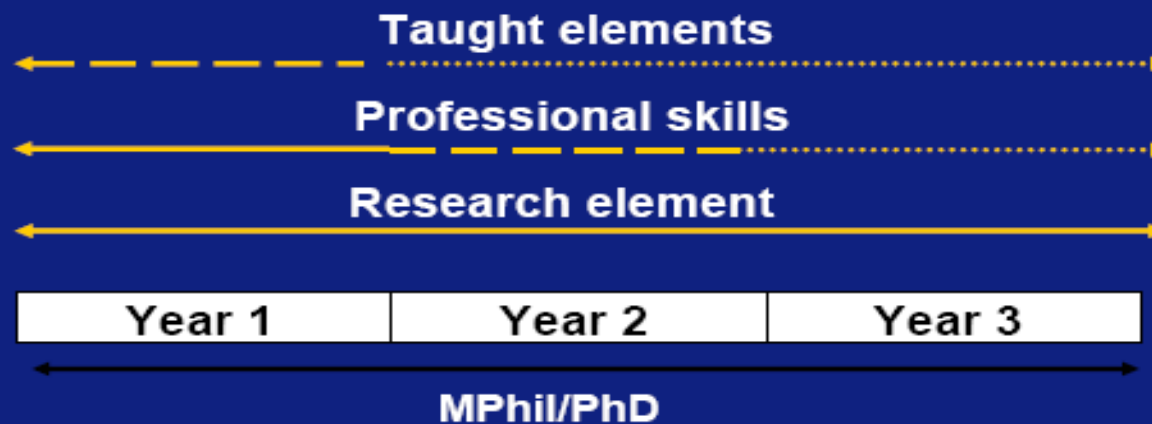 Taught elements
Professional skills
Research element
Year 1 Year 2 Year 3
MPhil/PhD